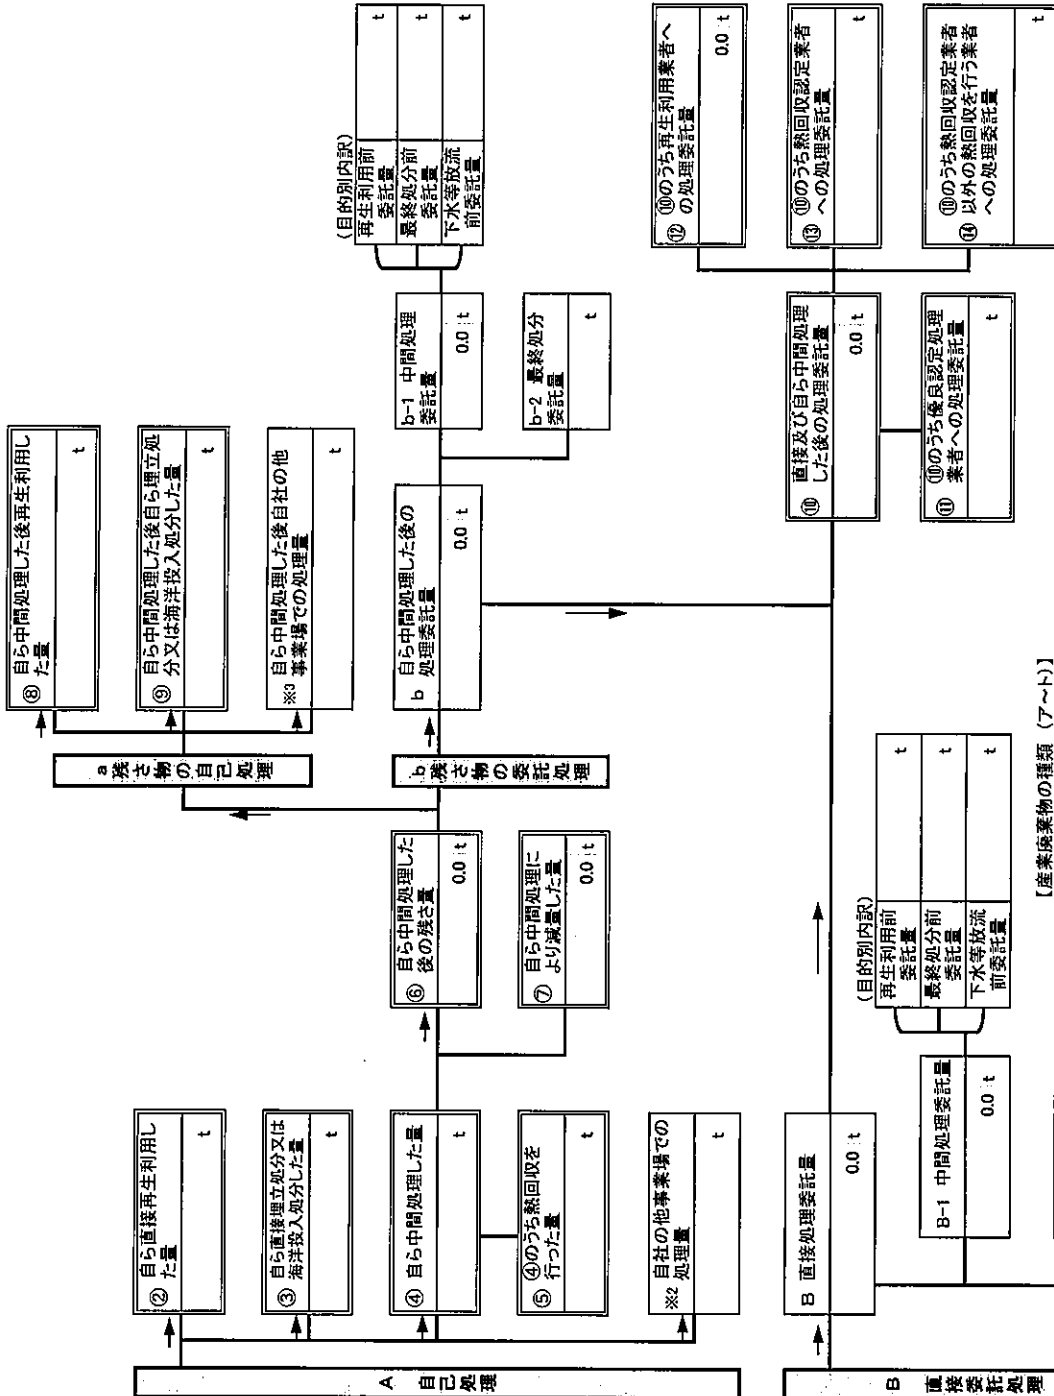 A 自己処理
② 自ら直接再生利用し
た量
t
③ 自ら直接埋立処分又は
海洋投入処分した量
t
④ 自ら中間処理した量
t
⑤ ④のうち熱回収を
行った量
t
※2 自社の他事業場での
処理量
t
⑥ 自ら中間処理した
後の残さ量
0.0 t
⑦ 自ら中間処理に
より減量した量
0.0 t
a 残さ物の自己処理
⑧ 自ら中間処理した後再生利用し
た量
t
⑨ 自ら中間処理した後自ら埋立処
分又は海洋投入処分した量
t
※3 自ら中間処理した後自社の他
事業場での処理量
t
b 残さ物の委託処理
b 自ら中間処理した後の
処理委託量
0.0 t
b-1 中間処理
委託量
0.0 t
b-2 最終処分
委託量
t
(目的別内訳)
再生利用前
委託量
t
最終処分前
委託量
t
下水等放流
前委託量
t
B 直接委託処理
B 直接処理委託量
0.0 t
B-1 中間処理委託量
0.0 t
(目的別内訳)
再生利用前
委託量
t
最終処分前
委託量
t
下水等放流
前委託量
t
⑩ 直接及び自ら中間処理
した後の処理委託量
0.0 t
⑪ ⑩のうち優良認定処理
業者への処理委託量
t
⑫ ⑩のうち再生利用業者へ
の処理委託量
0.0 t
⑬ ⑩のうち熱回収認定業者
への処理委託量
t
⑭ ⑩のうち熱回収認定業者
以外の熱回収を行う業者
への処理委託量
t
【産業廃棄物の種類 (ア～ト)】